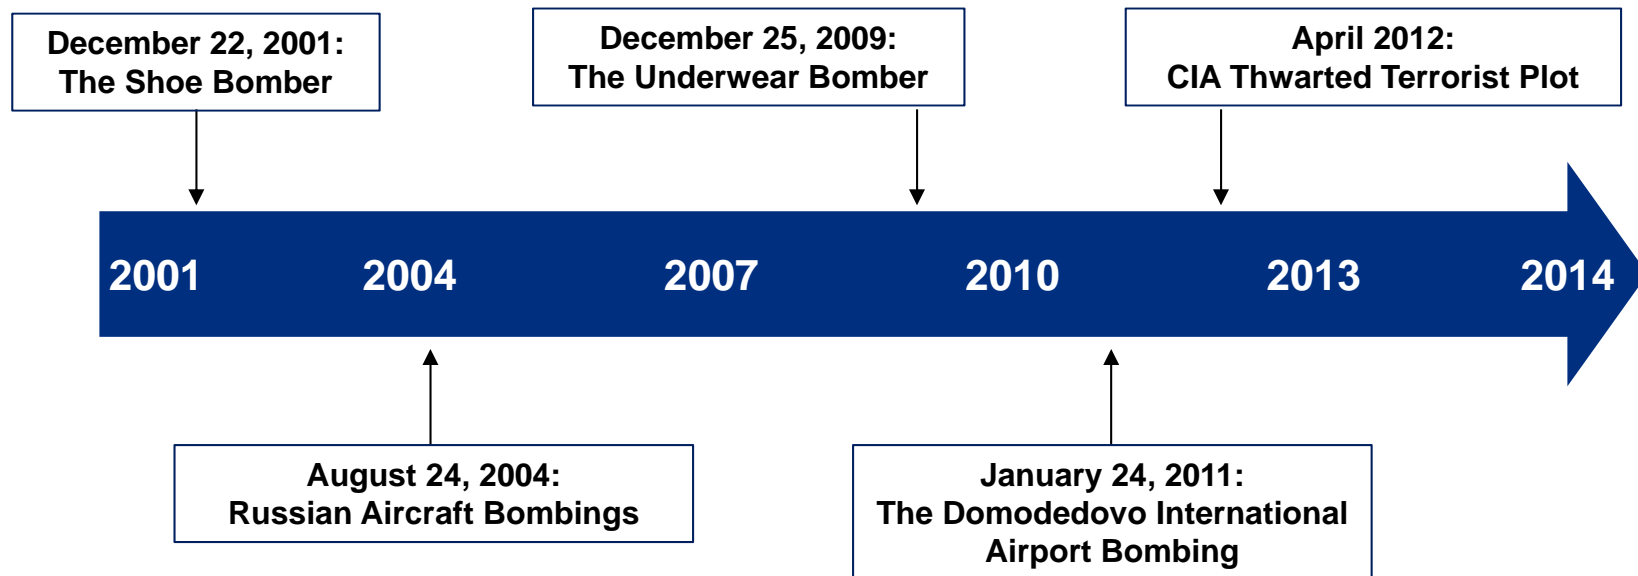 December 22, 2001:
The Shoe Bomber
December 25, 2009:
The Underwear Bomber
April 2012:
CIA Thwarted Terrorist Plot
2001
2004
2007
2010
2013
2014
August 24, 2004:
Russian Aircraft Bombings
January 24, 2011:
The Domodedovo International
Airport Bombing